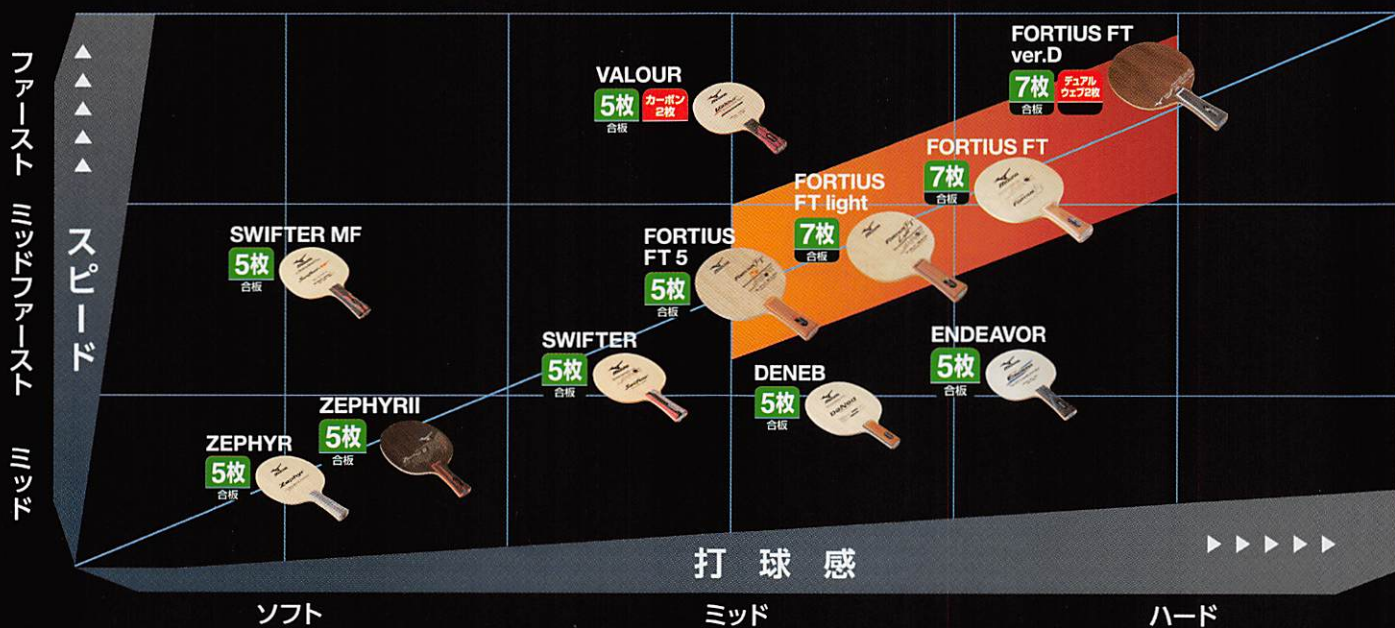 ファースト
ミッドファースト
ミッド
スピード
VALOUR
5枚
合板
カーボン
2枚
FORTIUS FT
ver.D
7枚
合板
デュアル
ウェブ2枚
FORTIUS FT
7枚
合板
FORTIUS
FT light
7枚
合板
SWIFTER MF
5枚
合板
FORTIUS
FT 5
5枚
合板
SWIFTER
5枚
合板
DENEB
5枚
合板
ENDEAVOR
5枚
合板
ZEPHYRII
5枚
合板
ZEPHYR
5枚
合板
打球感
ソフト
ミッド
ハード